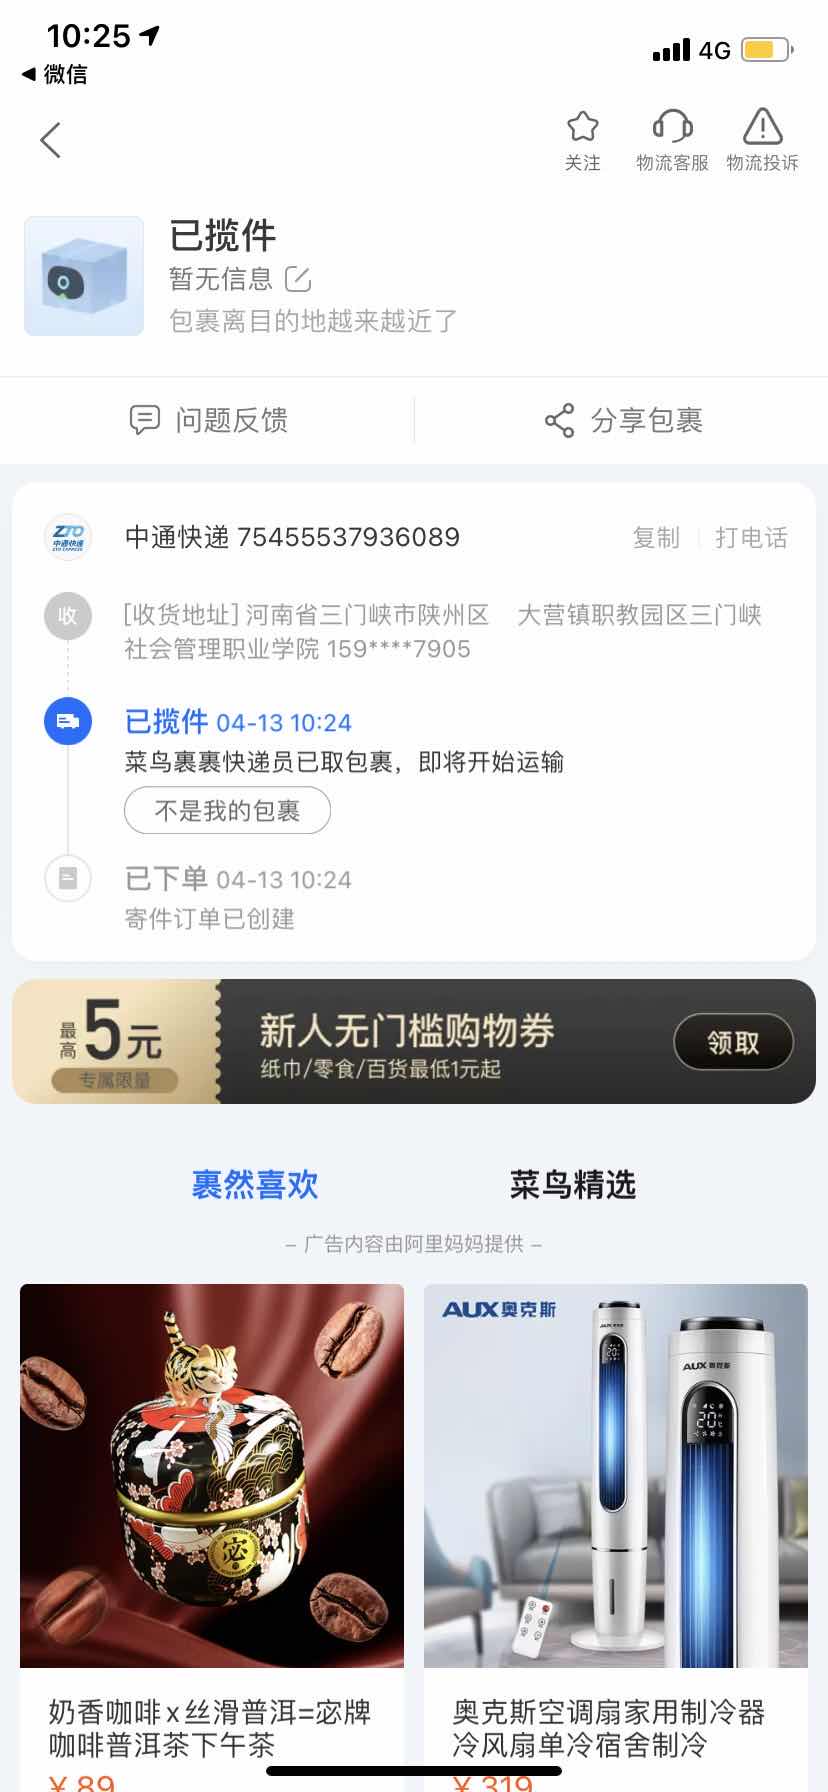 10:25
4G
微信
关注
物流客服
物流投诉
已揽件
暂无信息
包裹离目的地越来越近了
问题反馈
分享包裹
ZTO
中通快递
ZTO EXPRESS
中通快递 75455537936089
复制
打电话
收
[收货地址] 河南省三门峡市陕州区 大营镇职教园区三门峡
社会管理职业学院 159****7905
已揽件 04-13 10:24
菜鸟裹裹快递员已取包裹，即将开始运输
不是我的包裹
已下单 04-13 10:24
寄件订单已创建
最高5元
专属限量
新人无门槛购物券
纸巾/零食/百货最低1元起
领取
裹然喜欢
菜鸟精选
– 广告内容由阿里妈妈提供 –
宓
AUX奥克斯
AUX 奥克斯
20
奶香咖啡x丝滑普洱=宓牌
咖啡普洱茶下午茶
¥ 89
奥克斯空调扇家用制冷器
冷风扇单冷宿舍制冷
¥ 319